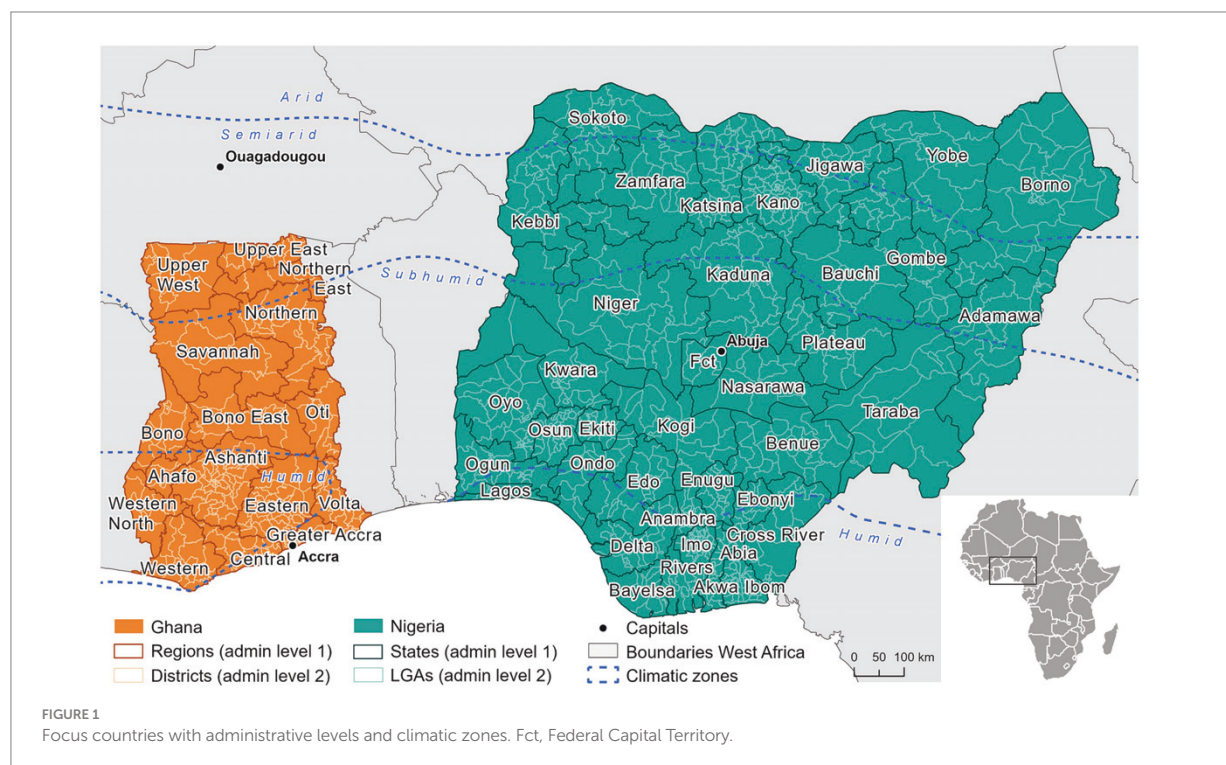 Arid
Semiarid
Ouagadougou
Sokoto
Zamfara
Katsina
Kano
Jigawa
Yobe
Borno
Kebbi
Upper
West
Upper East
Northern
East
Subhumid
Northern
Kaduna
Bauchi
Gombe
Niger
Adamawa
Savannah
Abuja
Fct
Plateau
Nasarawa
Kwara
Oyo
Taraba
Bono East
Oti
Bono
Osun
Ekiti
Kogi
Benue
Ashanti
Ahafo
Humid
Ogun
Ondo
Edo
Enugu
Ebonyi
Lagos
Western
North
Eastern
Volta
Anambra
Greater Accra
Cross River
Humid
Delta
Imo
Abia
Western
Central
Accra
Rivers
Bayelsa
Akwa Ibom
Ghana
Nigeria
Capitals
Regions (admin level 1)
States (admin level 1)
Boundaries West Africa
Districts (admin level 2)
LGAs (admin level 2)
Climatic zones
0 50 100 km
FIGURE 1
Focus countries with administrative levels and climatic zones. Fct, Federal Capital Territory.